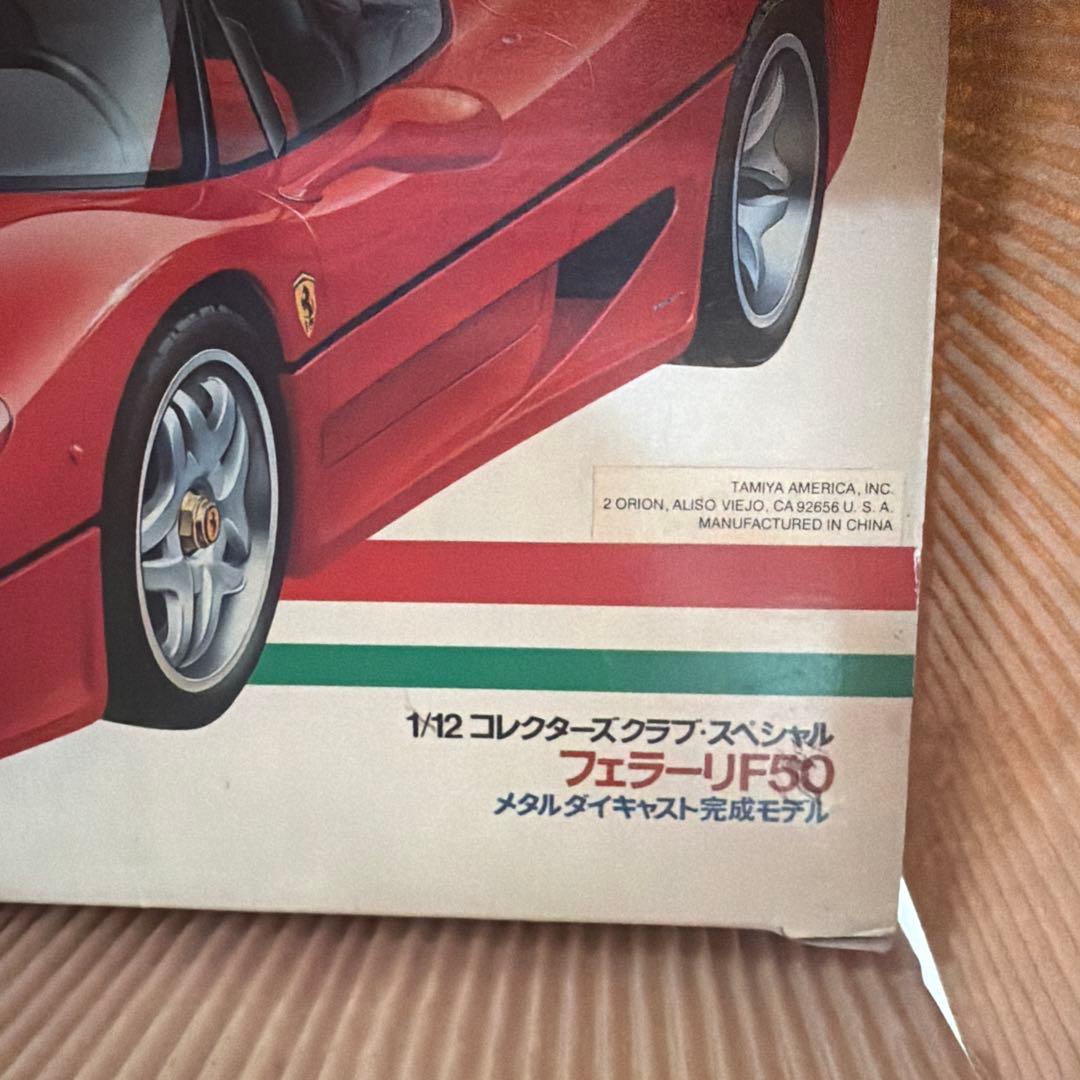 TAMIYA AMERICA, INC.
2 ORION, ALISO VIEJO, CA 92656 U. S. A.
MANUFACTURED IN CHINA
1/12 コレクターズクラブ・スペシャル
フェラーリF50
メタルダイキャスト完成モデル